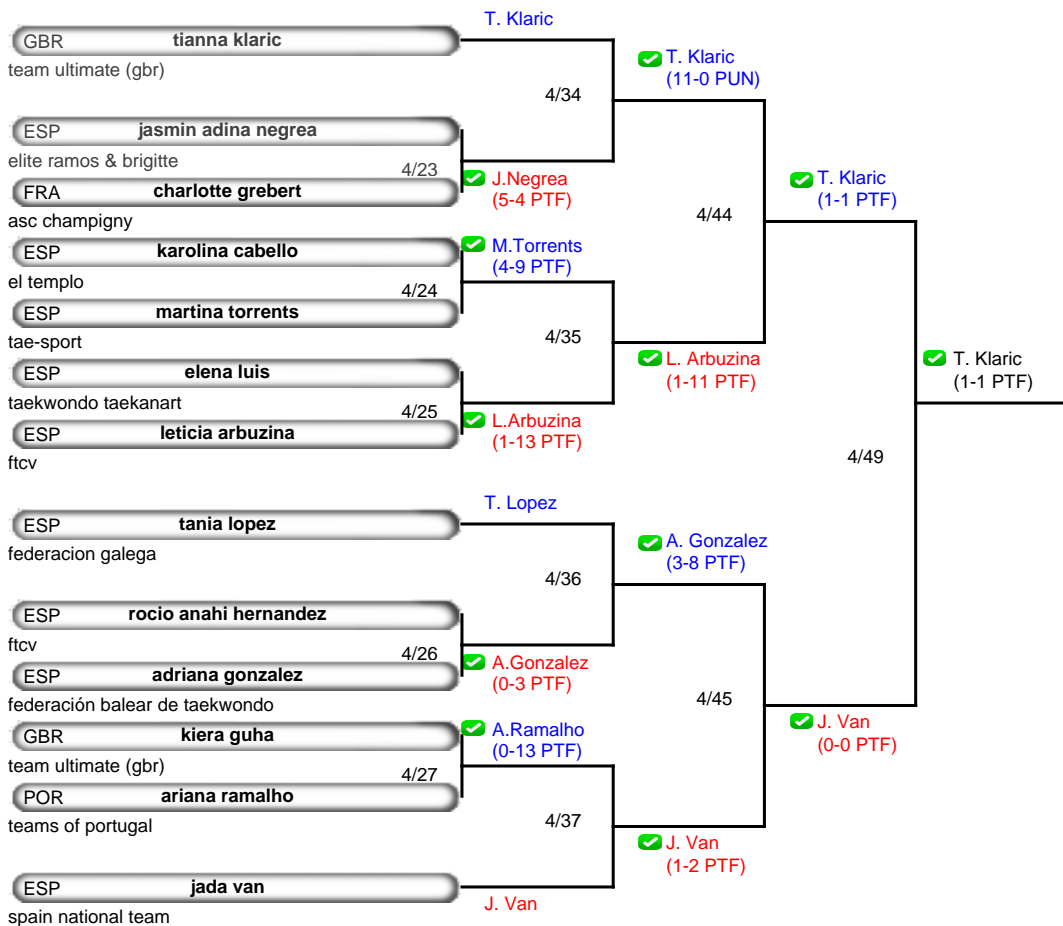 T. Klaric
GBR tianna klaric
team ultimate (gbr)
T. Klaric
(11-0 PUN)
4/34
ESP jasmin adina negrea
elite ramos & brigitte
4/23
FRA charlotte grebert
asc champigny
J.Negrea
(5-4 PTF)
T. Klaric
(1-1 PTF)
4/44
ESP karolina cabello
el templo
M.Torrents
(4-9 PTF)
4/24
ESP martina torrents
tae-sport
4/35
L. Arbuzina
(1-11 PTF)
T. Klaric
(1-1 PTF)
ESP elena luis
taekwondo taekanart
4/25
ESP leticia arbuzina
ftcv
L.Arbuzina
(1-13 PTF)
4/49
T. Lopez
ESP tania lopez
federacion galega
A. Gonzalez
(3-8 PTF)
4/36
ESP rocio anahi hernandez
ftcv
4/26
ESP adriana gonzalez
federación balear de taekwondo
A.Gonzalez
(0-3 PTF)
4/45
J. Van
(0-0 PTF)
GBR kiera guha
team ultimate (gbr)
A.Ramalho
(0-13 PTF)
4/27
POR ariana ramalho
teams of portugal
4/37
J. Van
(1-2 PTF)
ESP jada van
spain national team
J. Van